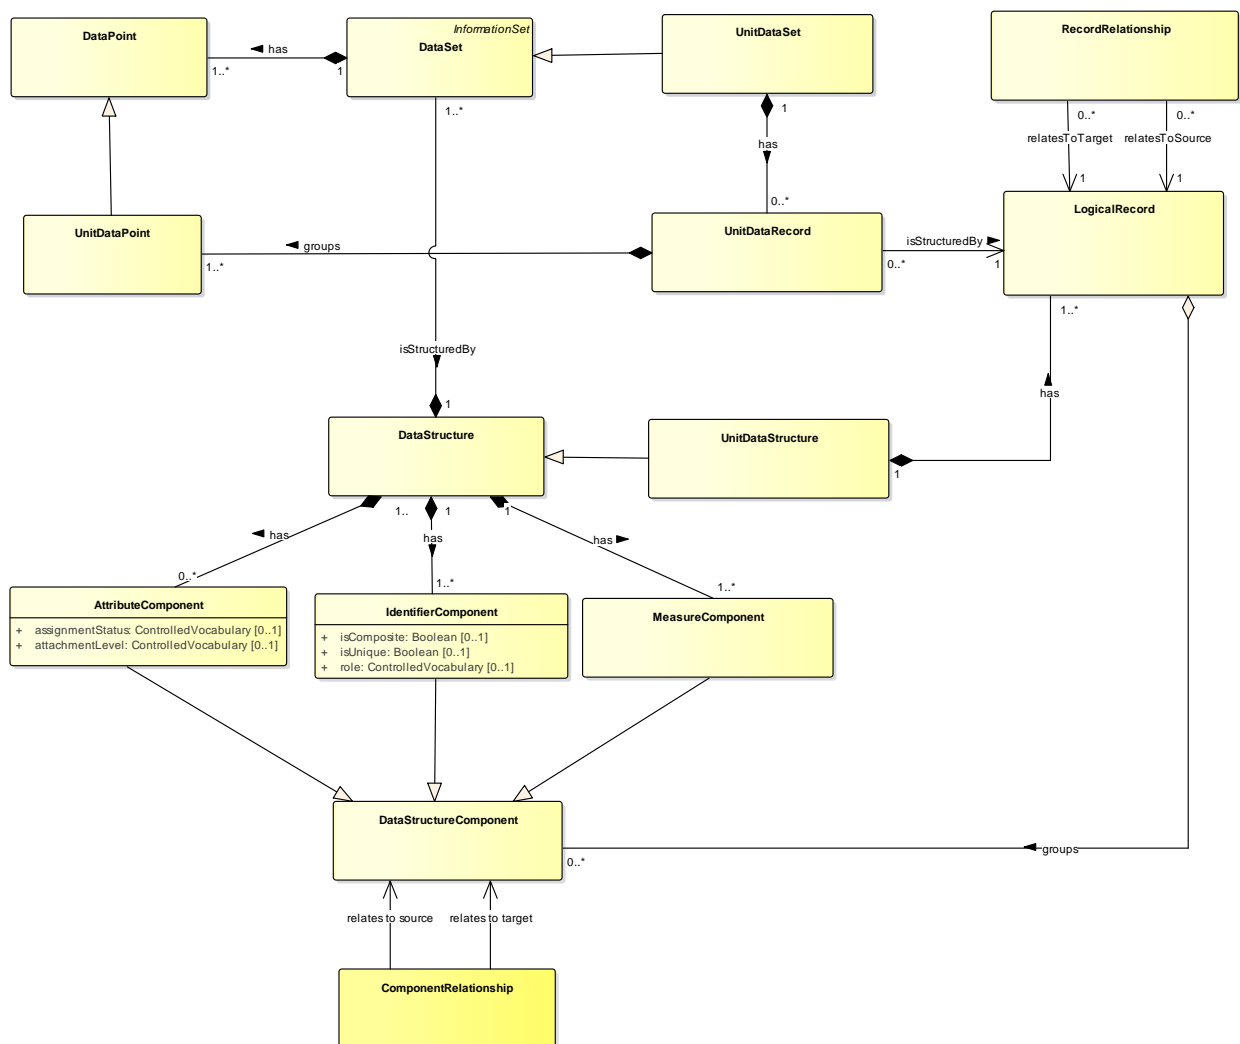 InformationSet
DataPoint
DataSet
UnitDataSet
RecordRelationship
has
1..*
1
1..*
1
0..*
0..*
has
relatesToTarget
relatesToSource
1
1
0..*
LogicalRecord
UnitDataPoint
UnitDataRecord
groups
isStructuredBy
1..*
0..*
1
1..*
isStructuredBy
has
1
DataStructure
UnitDataStructure
1
1..
1
1
has
has
has
0..*
1..*
1..*
AttributeComponent
+ assignmentStatus: ControlledVocabulary [0..1]
+ attachmentLevel: ControlledVocabulary [0..1]
IdentifierComponent
+ isComposite: Boolean [0..1]
+ isUnique: Boolean [0..1]
+ role: ControlledVocabulary [0..1]
MeasureComponent
DataStructureComponent
groups
0..*
relates to source
relates to target
ComponentRelationship